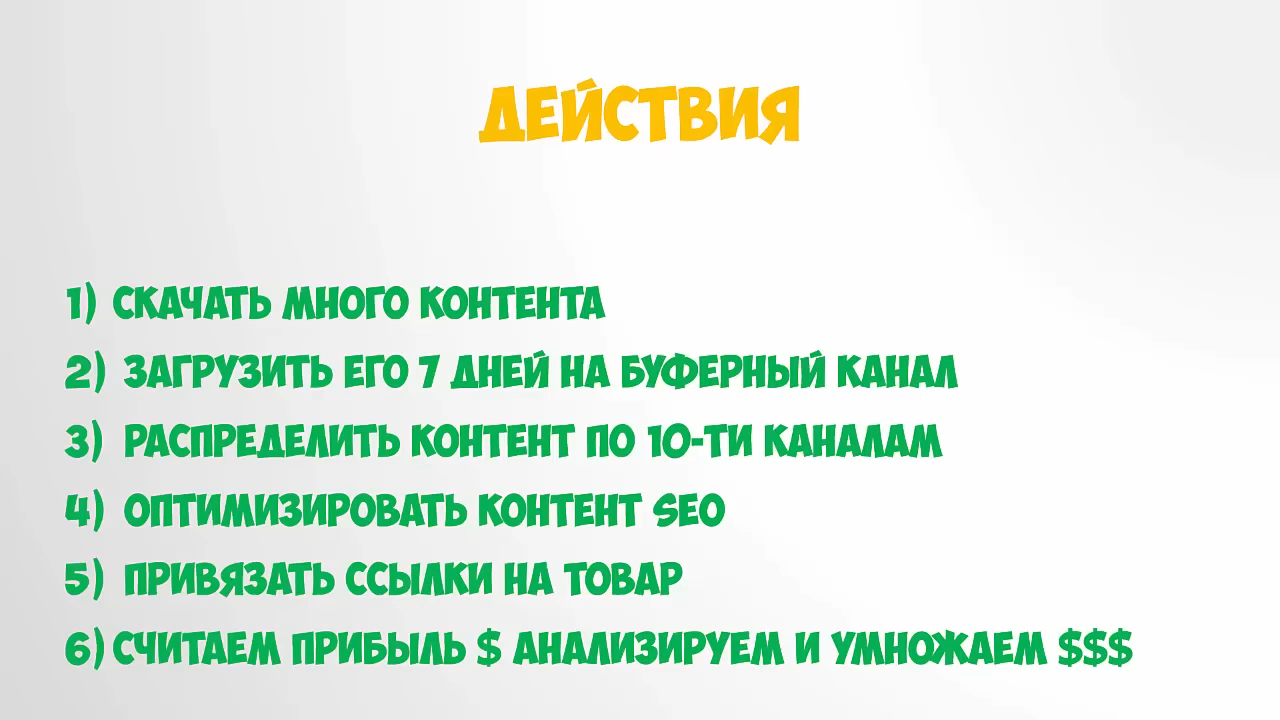 ДЕЙСТВИЯ
1) СКАЧАТЬ МНОГО КОНТЕНТА
2) ЗАГРУЗИТЬ ЕГО 7 ДНЕЙ НА БУФЕРНЫЙ КАНАЛ
3) РАСПРЕДЕЛИТЬ КОНТЕНТ ПО 10-ТИ КАНАЛАМ
4) ОПТИМИЗИРОВАТЬ КОНТЕНТ SEO
5) ПРИВЯЗАТЬ ССЫЛКИ НА ТОВАР
6) СЧИТАЕМ ПРИБЫЛЬ $ АНАЛИЗИРУЕМ И УМНОЖАЕМ $$$